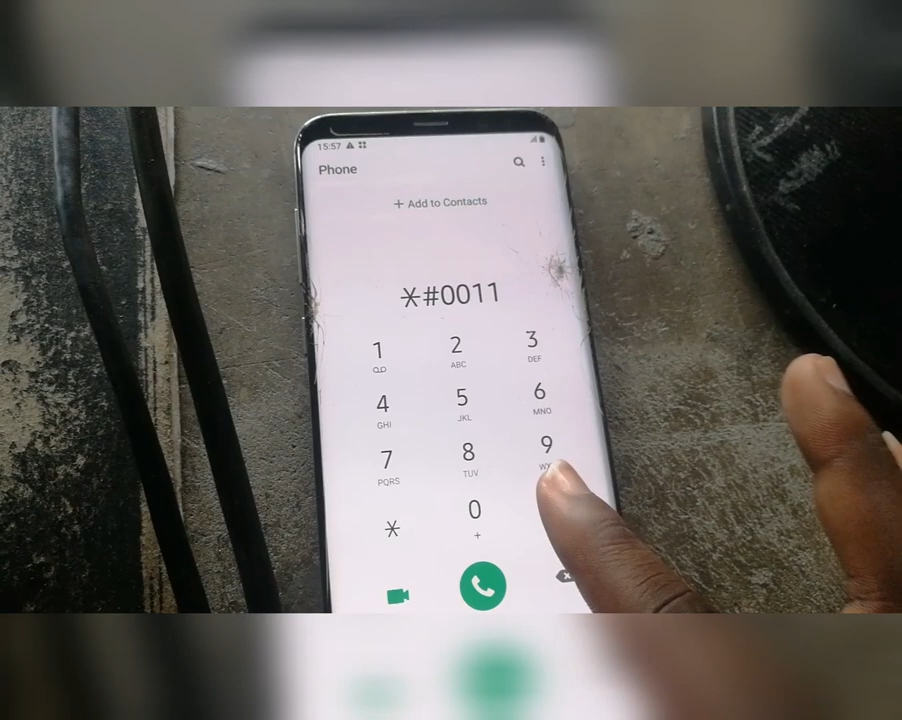 15:57
Phone
+ Add to Contacts
*#0011
1 2 3
ABC DEF
4 5 6
GHI JKL MNO
7 8 9
PQRS TUV
* 0
+